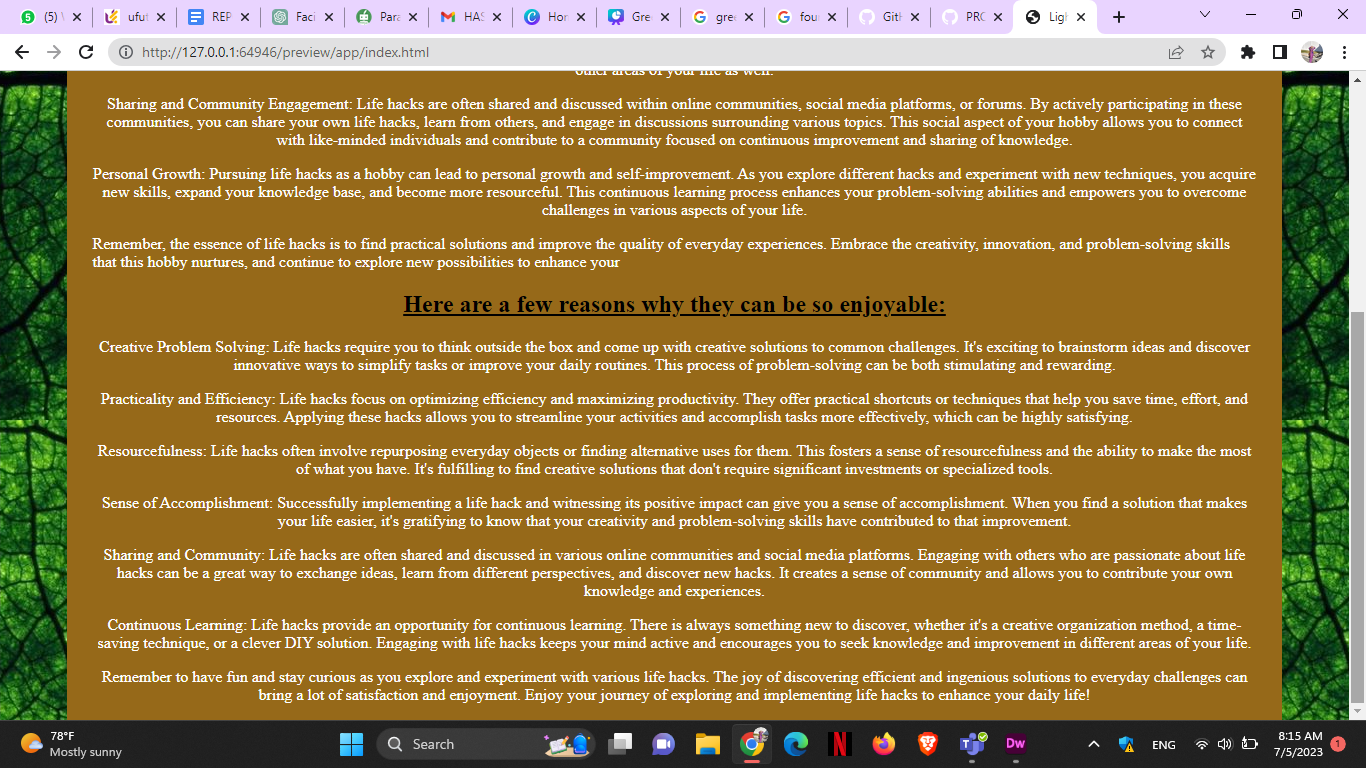 (5) V
ufut
REP
Faci
Para
HAS
Hor
Gre
gree
four
Gith
PRC
Ligh
http://127.0.0.1:64946/preview/app/index.html
other areas of your life as well.
Sharing and Community Engagement: Life hacks are often shared and discussed within online communities, social media platforms, or forums. By actively participating in these
communities, you can share your own life hacks, learn from others, and engage in discussions surrounding various topics. This social aspect of your hobby allows you to connect
with like-minded individuals and contribute to a community focused on continuous improvement and sharing of knowledge.
Personal Growth: Pursuing life hacks as a hobby can lead to personal growth and self-improvement. As you explore different hacks and experiment with new techniques, you acquire
new skills, expand your knowledge base, and become more resourceful. This continuous learning process enhances your problem-solving abilities and empowers you to overcome
challenges in various aspects of your life.
Remember, the essence of life hacks is to find practical solutions and improve the quality of everyday experiences. Embrace the creativity, innovation, and problem-solving skills
that this hobby nurtures, and continue to explore new possibilities to enhance your
Here are a few reasons why they can be so enjoyable:
Creative Problem Solving: Life hacks require you to think outside the box and come up with creative solutions to common challenges. It's exciting to brainstorm ideas and discover
innovative ways to simplify tasks or improve your daily routines. This process of problem-solving can be both stimulating and rewarding.
Practicality and Efficiency: Life hacks focus on optimizing efficiency and maximizing productivity. They offer practical shortcuts or techniques that help you save time, effort, and
resources. Applying these hacks allows you to streamline your activities and accomplish tasks more effectively, which can be highly satisfying.
Resourcefulness: Life hacks often involve repurposing everyday objects or finding alternative uses for them. This fosters a sense of resourcefulness and the ability to make the most
of what you have. It's fulfilling to find creative solutions that don't require significant investments or specialized tools.
Sense of Accomplishment: Successfully implementing a life hack and witnessing its positive impact can give you a sense of accomplishment. When you find a solution that makes
your life easier, it's gratifying to know that your creativity and problem-solving skills have contributed to that improvement.
Sharing and Community: Life hacks are often shared and discussed in various online communities and social media platforms. Engaging with others who are passionate about life
hacks can be a great way to exchange ideas, learn from different perspectives, and discover new hacks. It creates a sense of community and allows you to contribute your own
knowledge and experiences.
Continuous Learning: Life hacks provide an opportunity for continuous learning. There is always something new to discover, whether it's a creative organization method, a time-
saving technique, or a clever DIY solution. Engaging with life hacks keeps your mind active and encourages you to seek knowledge and improvement in different areas of your life.
Remember to have fun and stay curious as you explore and experiment with various life hacks. The joy of discovering efficient and ingenious solutions to everyday challenges can
bring a lot of satisfaction and enjoyment. Enjoy your journey of exploring and implementing life hacks to enhance your daily life!
78°F
Mostly sunny
Search
Dw
ENG
8:15 AM
7/5/2023
1